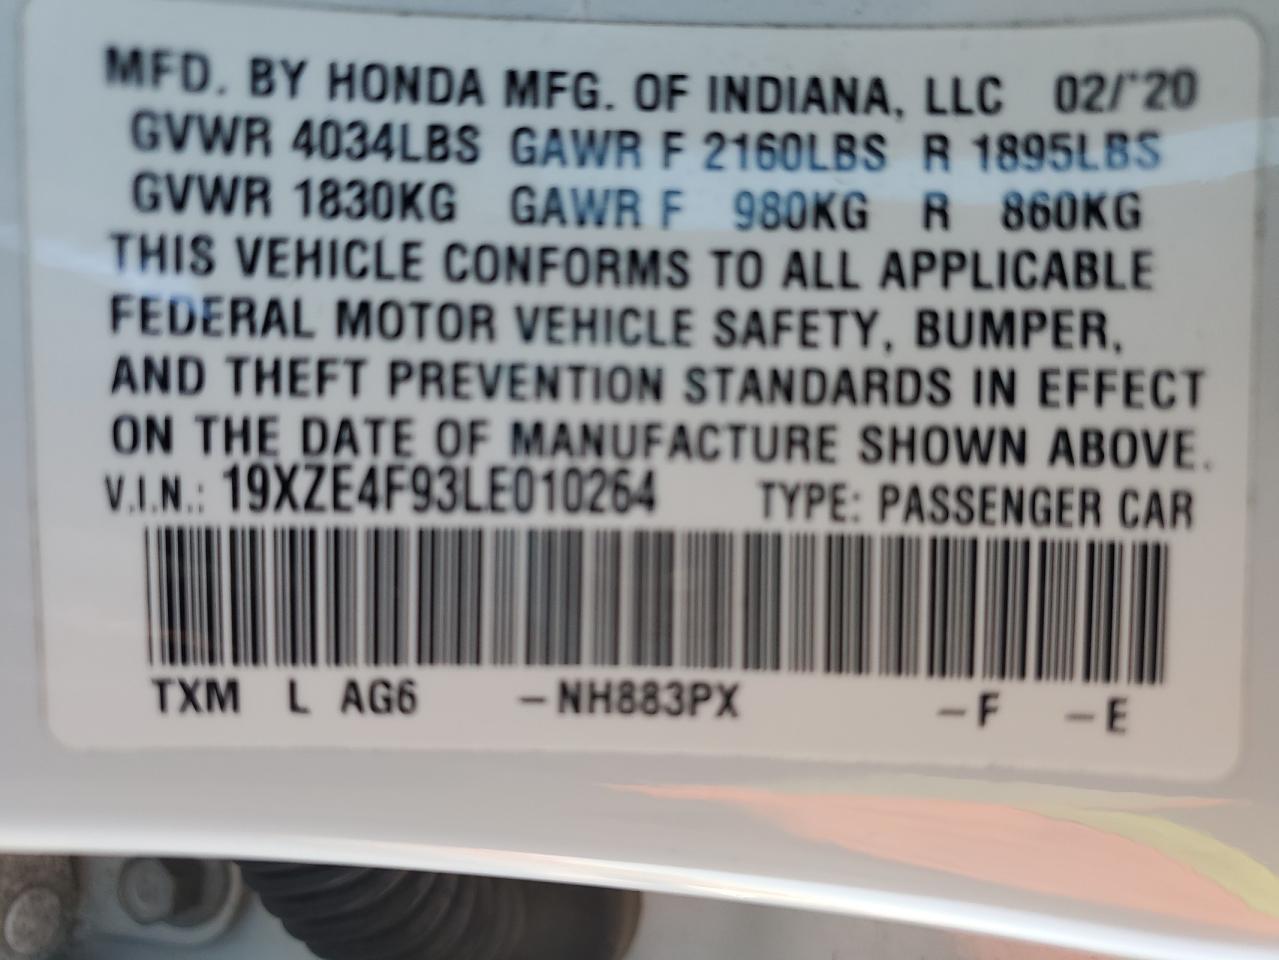 MFD. BY HONDA MFG. OF INDIANA, LLC 02/'20
GVWR 4034LBS GAWR F 2160LBS R 1895LBS
GVWR 1830KG GAWR F 980KG R 860KG
THIS VEHICLE CONFORMS TO ALL APPLICABLE
FEDERAL MOTOR VEHICLE SAFETY, BUMPER,
AND THEFT PREVENTION STANDARDS IN EFFECT
ON THE DATE OF MANUFACTURE SHOWN ABOVE.
V.I.N.: 19XZE4F93LE010264 TYPE: PASSENGER CAR
TXM L AG6 –NH883PX –F –E